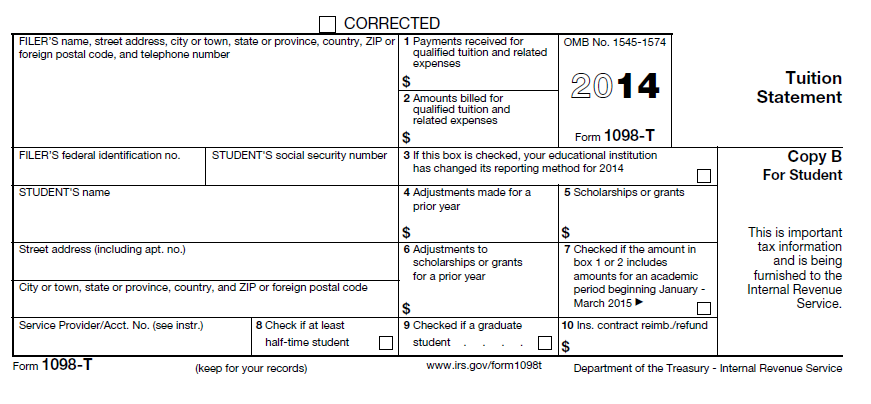 CORRECTED
FILER'S name, street address, city or town, state or province, country, ZIP or
foreign postal code, and telephone number
1 Payments received for
qualified tuition and related
expenses
$
2 Amounts billed for
qualified tuition and
related expenses
$
OMB No. 1545-1574
2014
Form 1098-T
Tuition
Statement
FILER'S federal identification no.
STUDENT'S social security number
3 If this box is checked, your educational institution
has changed its reporting method for 2014
Copy B
For Student
STUDENT'S name
4 Adjustments made for a
prior year
$
5 Scholarships or grants
$
This is important
tax information
and is being
furnished to the
Internal Revenue
Service.
Street address (including apt. no.)
City or town, state or province, country, and ZIP or foreign postal code
6 Adjustments to
scholarships or grants
for a prior year
$
7 Checked if the amount in
box 1 or 2 includes
amounts for an academic
period beginning January -
March 2015 ►
Service Provider/Acct. No. (see instr.)
8 Check if at least
half-time student
9 Checked if a graduate
student . . . .
10 Ins. contract reimb./refund
$
Form 1098-T
(keep for your records)
www.irs.gov/form1098t
Department of the Treasury - Internal Revenue Service